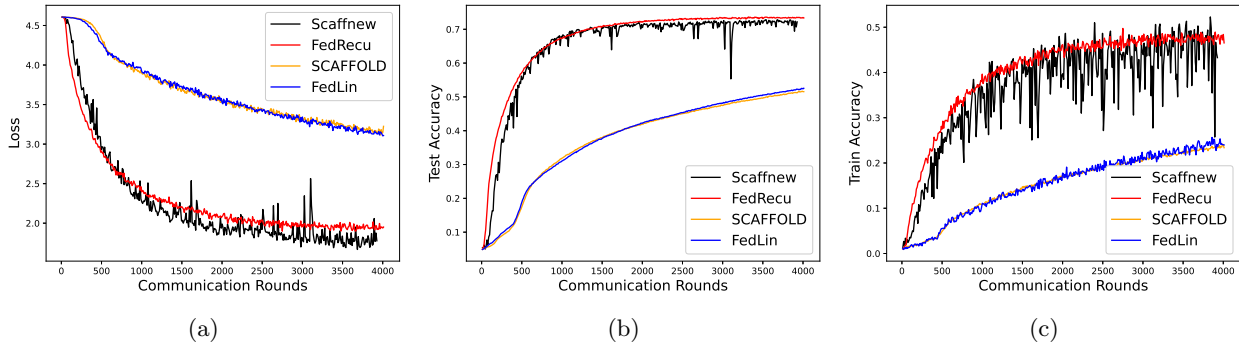 4.5
4.0
3.5
3.0
2.5
2.0
Loss
0 500 1000 1500 2000 2500 3000 3500 4000
Communication Rounds
Scaffnew
FedRecu
SCAFFOLD
FedLin
(a)
0.7
0.6
0.5
0.4
0.3
0.2
0.1
Test Accuracy
0 500 1000 1500 2000 2500 3000 3500 4000
Communication Rounds
Scaffnew
FedRecu
SCAFFOLD
FedLin
(b)
0.5
0.4
0.3
0.2
0.1
0.0
Train Accuracy
0 500 1000 1500 2000 2500 3000 3500 4000
Communication Rounds
Scaffnew
FedRecu
SCAFFOLD
FedLin
(c)